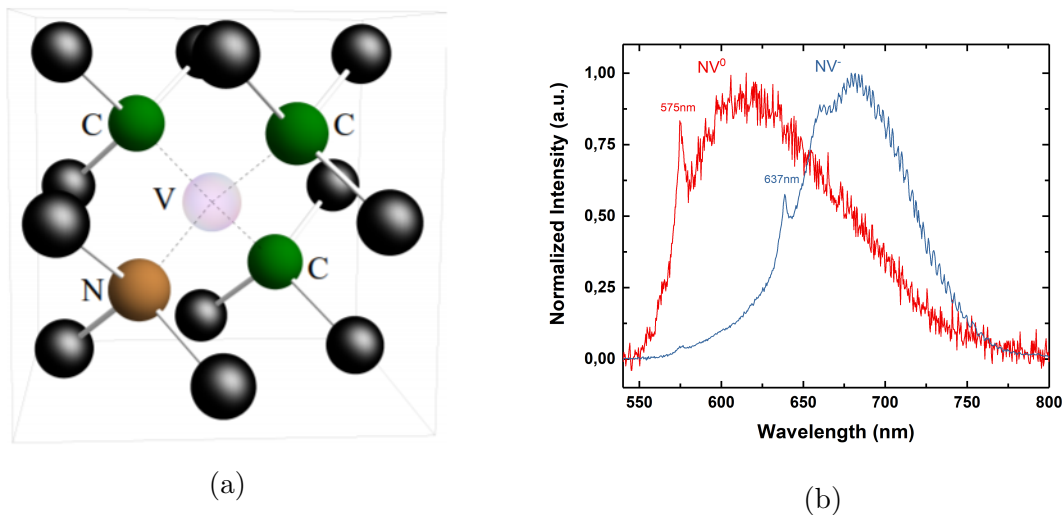 C
C
V
C
N
(a)
NV⁰
NV⁻
575nm
637nm
1,00
0,75
0,50
0,25
0,00
Normalized Intensity (a.u.)
550 600 650 700 750 800
Wavelength (nm)
(b)